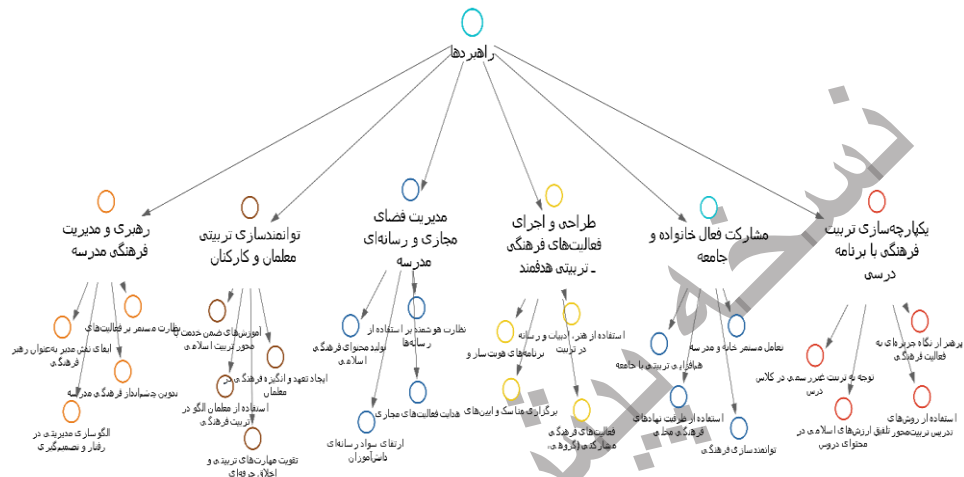 راهبردها
یکپارچه‌سازی تربیت
فرهنگی با برنامه
درسی
مشارکت فعال خانواده و
جامعه
طراحی و اجرای
فعالیت‌های فرهنگی
ـ تربیتی هدفمند
مدیریت فضای
مجازی و رسانه‌ای
مدرسه
توانمندسازی تربیتی
معلمان و کارکنان
رهبری و مدیریت
فرهنگی مدرسه
پرهیز از نگاه جزیره‌ای به
فعالیت فرهنگی
توجه به تربیت غیررسمی در کلاس
درس
استفاده از روش‌های
تدریس تربیت‌محور
تلفیق ارزش‌های اسلامی در
محتوای دروس
تعامل مستمر خانه و مدرسه
هم‌افزایی تربیتی با جامعه
استفاده از ظرفیت نهادهای
فرهنگی محلی
توانمندسازی فرهنگی
استفاده از هنر، ادبیات و رسانه
در تربیت
برنامه‌های هویت‌ساز و
برگزاری مناسک و آیین‌های
فعالیت‌های فرهنگی
مشارکتی (گروهی،
نظارت هوشمند بر استفاده از
رسانه‌ها
تولید محتوای فرهنگی
اسلامی
هدایت فعالیت‌های مجازی
ارتقای سواد رسانه‌ای
دانش‌آموزان
آموزش‌های ضمن خدمت با
محور تربیت اسلامی
ایجاد تعهد و انگیزه فرهنگی در
معلمان
استفاده از معلمان الگو در
تربیت فرهنگی
تقویت مهارت‌های تربیتی و
اخلاق حرفه‌ای
نظارت مستمر بر فعالیت‌های
ایفای نقش مدیر به‌عنوان رهبر
فرهنگی
تدوین چشم‌انداز فرهنگی مدرسه
الگوسازی مدیریتی در
رفتار و تصمیم‌گیری
نسخه پیش